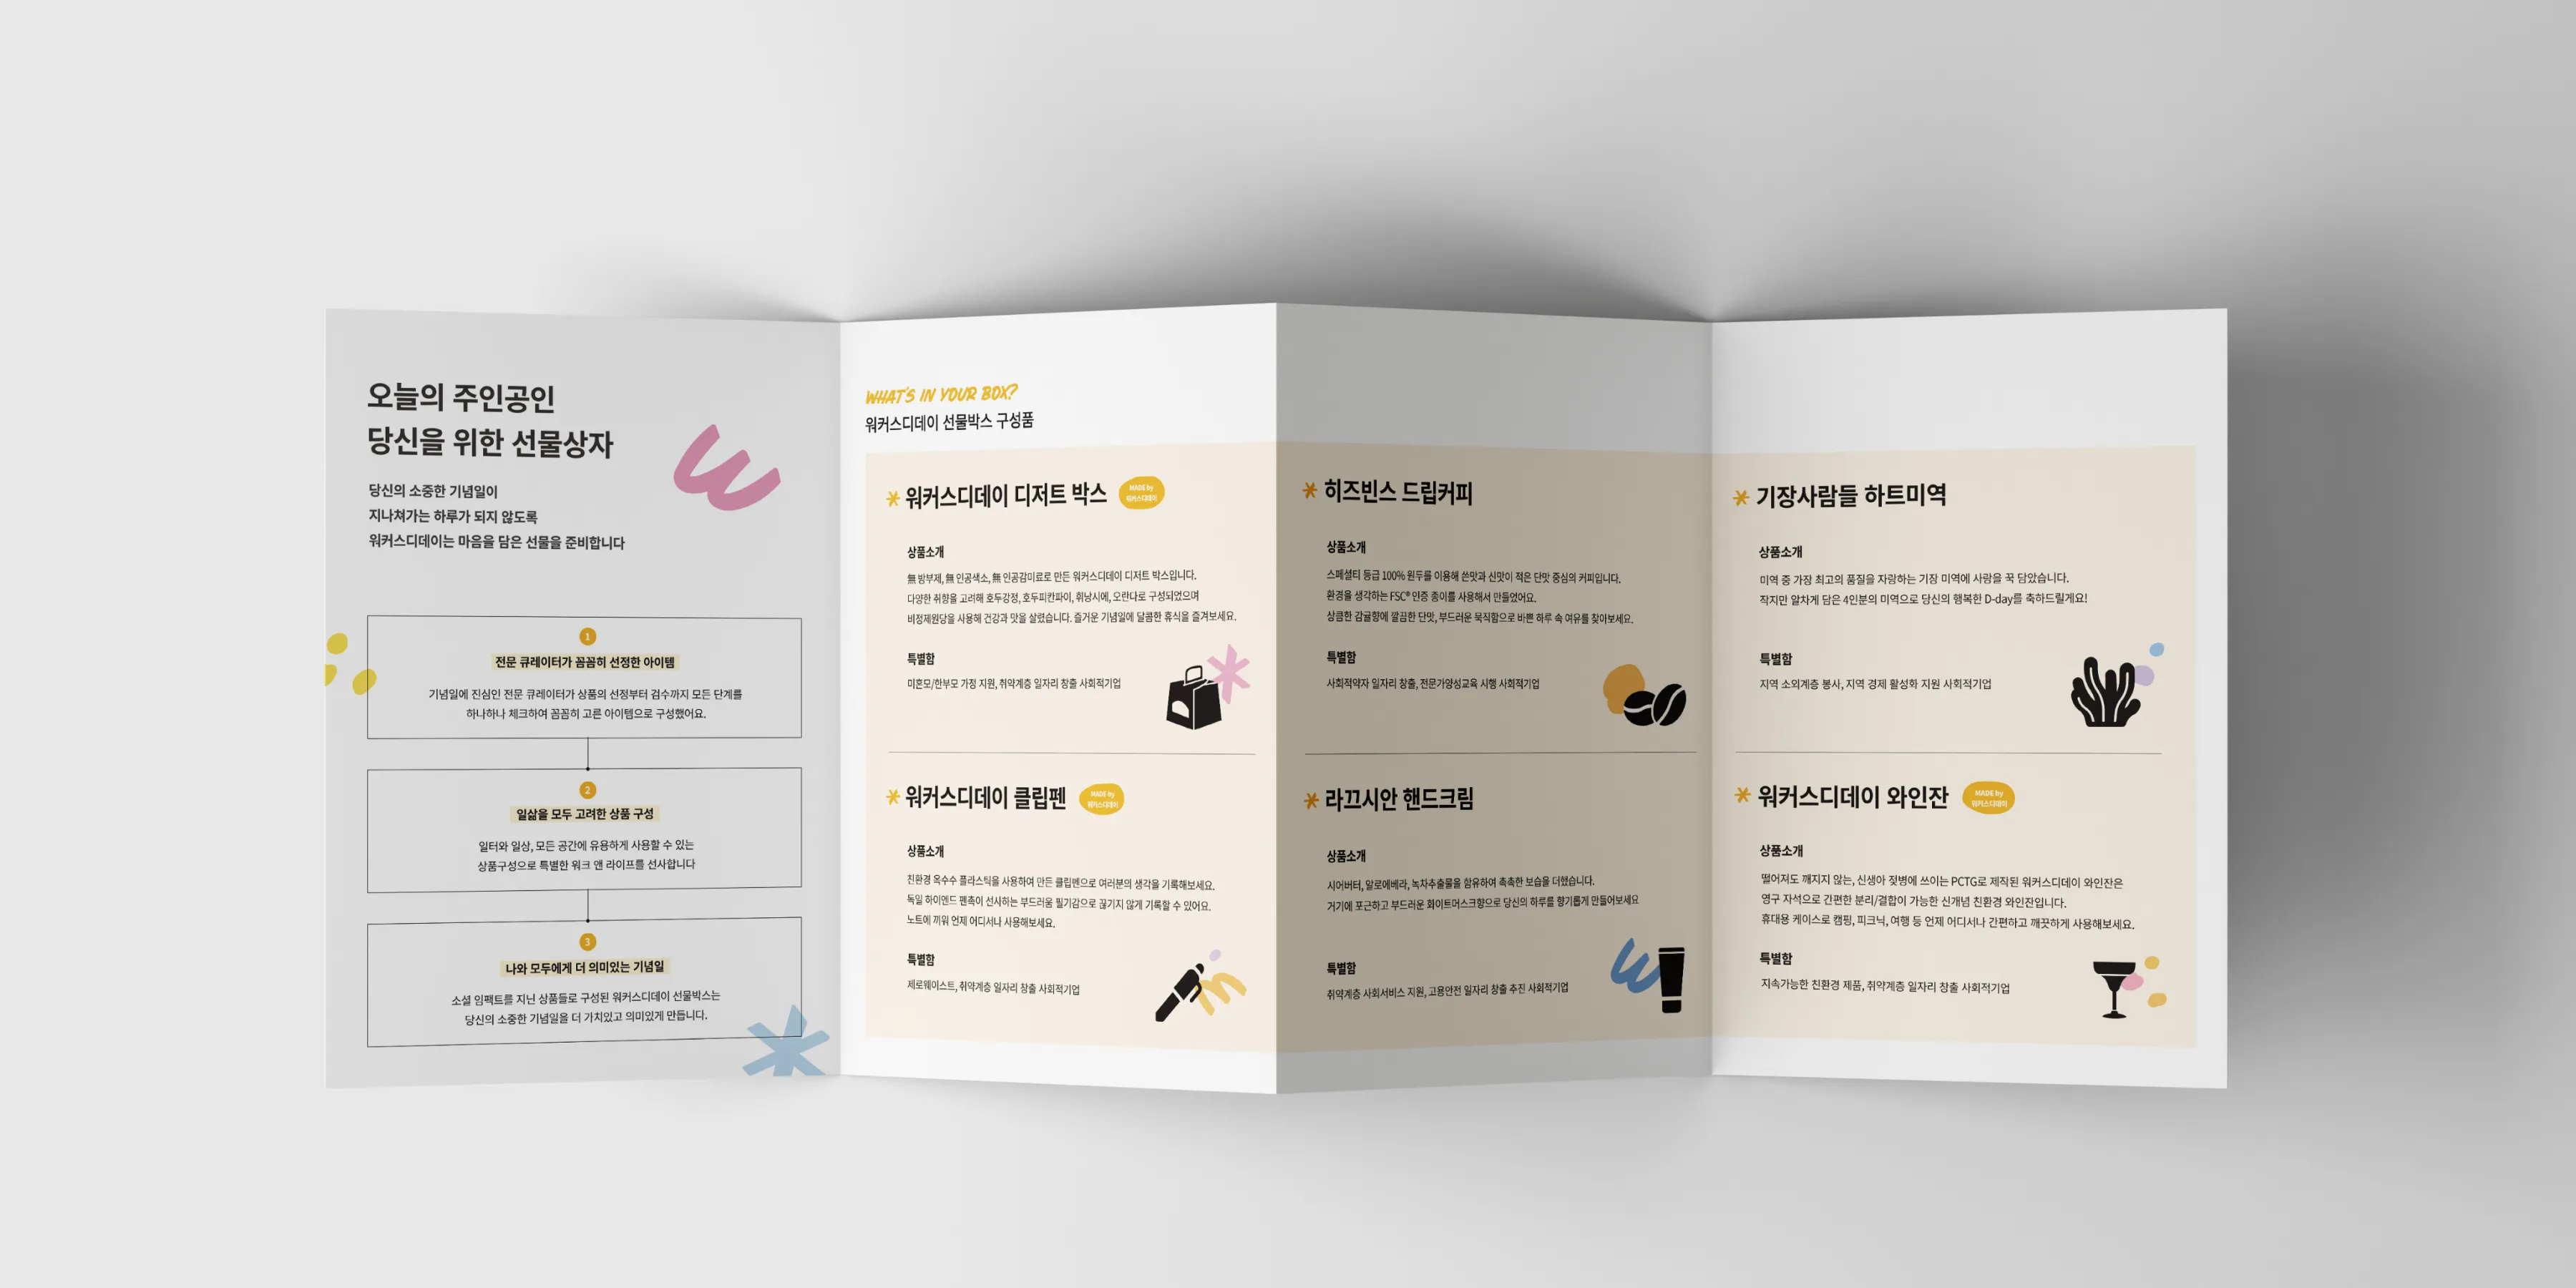 오늘의 주인공인
당신을 위한 선물상자
당신의 소중한 기념일이
지나쳐가는 하루가 되지 않도록
워커스디데이는 마음을 담은 선물을 준비합니다
1
전문 큐레이터가 꼼꼼히 선정한 아이템
기념일에 진심인 전문 큐레이터가 상품의 선정부터 검수까지 모든 단계를
하나하나 체크하여 꼼꼼히 고른 아이템으로 구성했어요.
2
일삶을 모두 고려한 상품 구성
일터와 일상, 모든 공간에 유용하게 사용할 수 있는
상품구성으로 특별한 워크 앤 라이프를 선사합니다
3
나와 모두에게 더 의미있는 기념일
소셜 임팩트를 지닌 상품들로 구성된 워커스디데이 선물박스는
당신의 소중한 기념일을 더 가치있고 의미있게 만듭니다.
WHAT'S IN YOUR BOX?
워커스디데이 선물박스 구성품
워커스디데이 디저트 박스
MADE by
워커스디데이
상품소개
無 방부제, 無 인공색소, 無 인공감미료로 만든 워커스디데이 디저트 박스입니다.
다양한 취향을 고려해 호두강정, 호두피칸파이, 휘낭시에, 오란다로 구성되었으며
비정제원당을 사용해 건강과 맛을 살렸습니다. 즐거운 기념일에 달콤한 휴식을 즐겨보세요.
특별함
미혼모/한부모 가정 지원, 취약계층 일자리 창출 사회적기업
워커스디데이 클립펜
MADE by
워커스디데이
상품소개
친환경 옥수수 플라스틱을 사용하여 만든 클립펜으로 여러분의 생각을 기록해보세요.
독일 하이엔드 펜촉이 선사하는 부드러움 필기감으로 끊기지 않게 기록할 수 있어요.
노트에 끼워 언제 어디서나 사용해보세요.
특별함
제로웨이스트, 취약계층 일자리 창출 사회적기업
히즈빈스 드립커피
상품소개
스페셜티 등급 100% 원두를 이용해 쓴맛과 신맛이 적은 단맛 중심의 커피입니다.
환경을 생각하는 FSC® 인증 종이를 사용해서 만들었어요.
상큼한 감귤향에 깔끔한 단맛, 부드러운 묵직함으로 바쁜 하루 속 여유를 찾아보세요.
특별함
사회적약자 일자리 창출, 전문가양성교육 시행 사회적기업
라끄시안 핸드크림
상품소개
시어버터, 알로에베라, 녹차추출물을 함유하여 촉촉한 보습을 더했습니다.
거기에 포근하고 부드러운 화이트머스크향으로 당신의 하루를 향기롭게 만들어보세요
특별함
취약계층 사회서비스 지원, 고용안전 일자리 창출 추진 사회적기업
기장사람들 하트미역
상품소개
미역 중 가장 최고의 품질을 자랑하는 기장 미역에 사랑을 꾹 담았습니다.
작지만 알차게 담은 4인분의 미역으로 당신의 행복한 D-day를 축하드릴게요!
특별함
지역 소외계층 봉사, 지역 경제 활성화 지원 사회적기업
워커스디데이 와인잔
MADE by
워커스디데이
상품소개
떨어져도 깨지지 않는, 신생아 젖병에 쓰이는 PCTG로 제작된 워커스디데이 와인잔은
영구 자석으로 간편한 분리/결합이 가능한 신개념 친환경 와인잔입니다.
휴대용 케이스로 캠핑, 피크닉, 여행 등 언제 어디서나 간편하고 깨끗하게 사용해보세요.
특별함
지속가능한 친환경 제품, 취약계층 일자리 창출 사회적기업